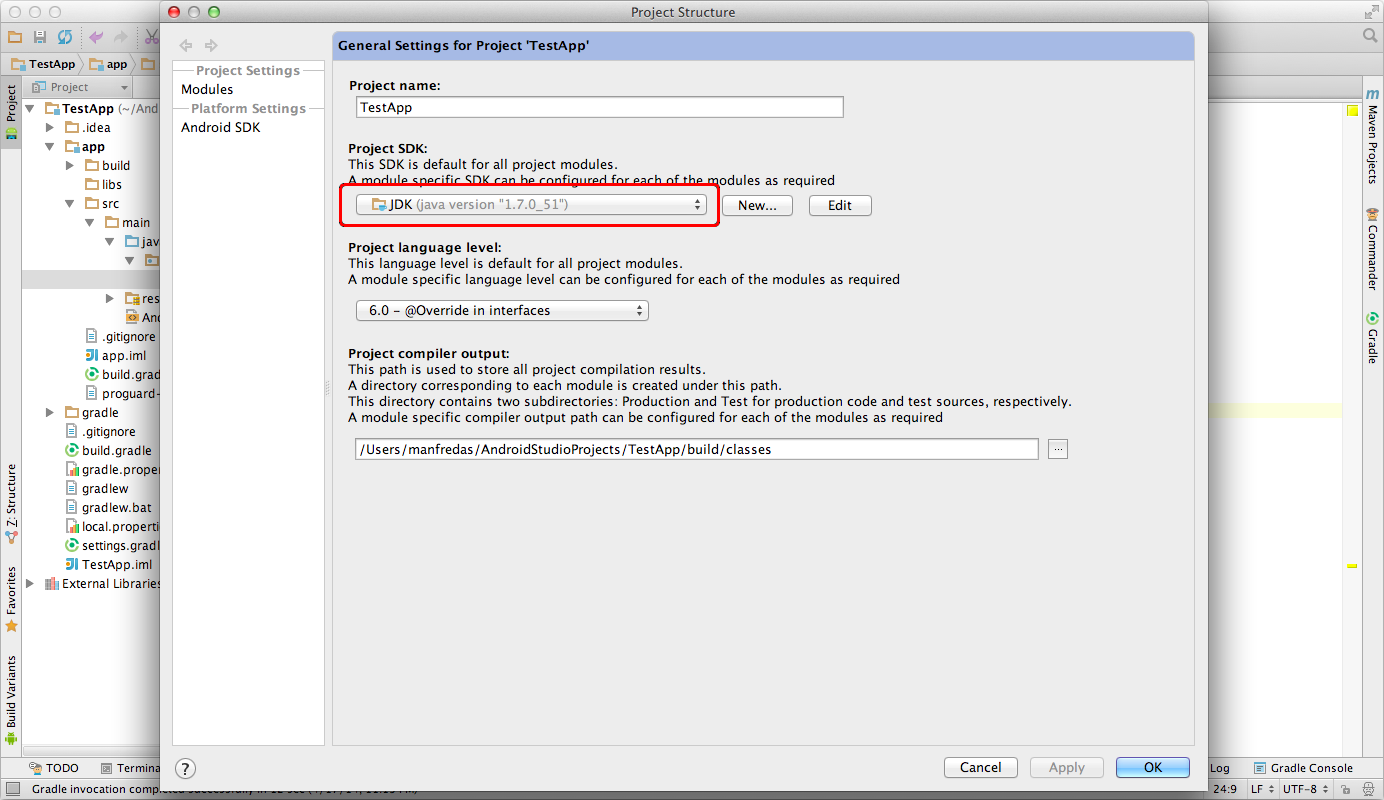 Project Structure
TestApp
app
Project
Project
TestApp (~/And
.idea
app
build
libs
src
main
jav
res
And
.gitignore
app.iml
build.grad
proguard-
gradle
.gitignore
build.gradle
gradle.prope
gradlew
gradlew.bat
local.properti
settings.gradl
TestApp.iml
External Libraries
Z: Structure
Favorites
Build Variants
Project Settings
Modules
Platform Settings
Android SDK
General Settings for Project 'TestApp'
Project name:
TestApp
Project SDK:
This SDK is default for all project modules.
A module specific SDK can be configured for each of the modules as required
JDK (java version "1.7.0_51")
New...
Edit
Project language level:
This language level is default for all project modules.
A module specific language level can be configured for each of the modules as required
6.0 – @Override in interfaces
Project compiler output:
This path is used to store all project compilation results.
A directory corresponding to each module is created under this path.
This directory contains two subdirectories: Production and Test for production code and test sources, respectively.
A module specific compiler output path can be configured for each of the modules as required
/Users/manfredas/AndroidStudioProjects/TestApp/build/classes
...
?
Cancel
Apply
OK
m
Maven Projects
Commander
Gradle
TODO
Termina
Log
Gradle Console
Gradle invocation completed successfully in 12 sec
24:9
LF
UTF-8